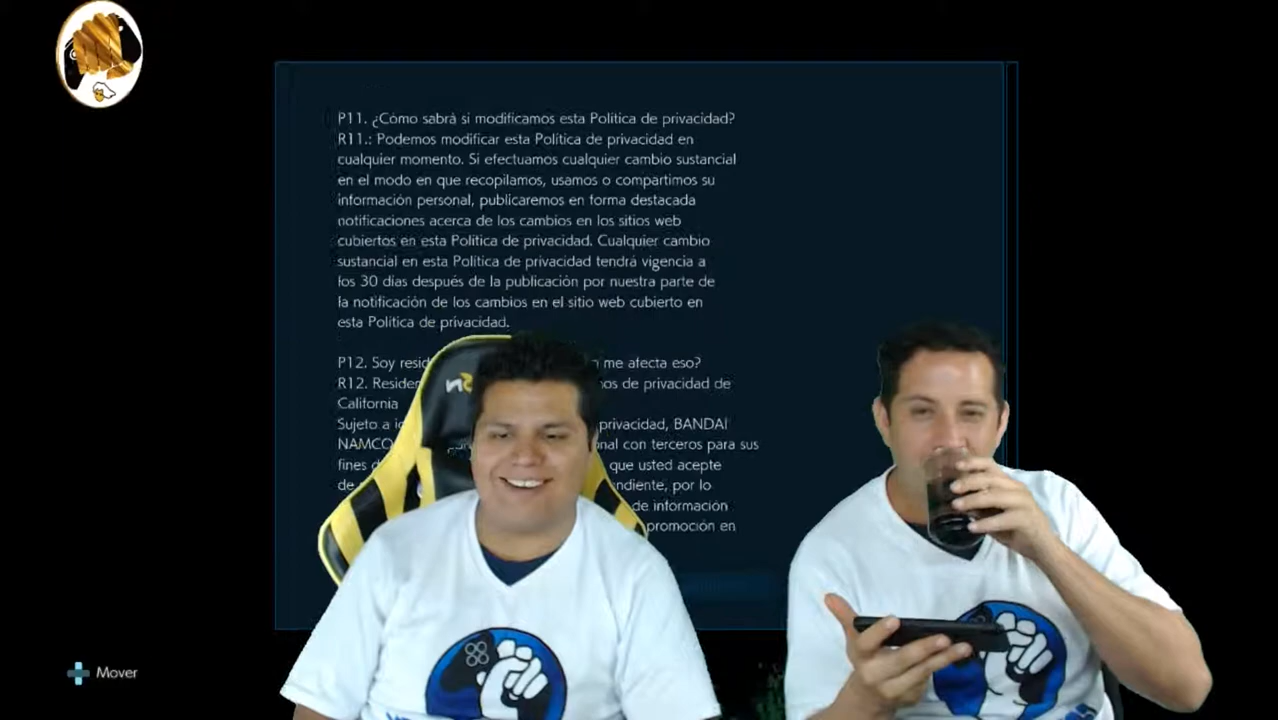 P11. ¿Cómo sabrá si modificamos esta Política de privacidad?
R11.: Podemos modificar esta Política de privacidad en
cualquier momento. Si efectuamos cualquier cambio sustancial
en el modo en que recopilamos, usamos o compartimos su
información personal, publicaremos en forma destacada
notificaciones acerca de los cambios en los sitios web
cubiertos en esta Política de privacidad. Cualquier cambio
sustancial en esta Política de privacidad tendrá vigencia a
los 30 días después de la publicación por nuestra parte de
la notificación de los cambios en el sitio web cubierto en
esta Política de privacidad.
P12. Soy resid me afecta eso?
R12. Residen os de privacidad de
California
Sujeto a privacidad, BANDAI
NAMCO nal con terceros para sus
fines d que usted acepte
de ndiente, por lo
de información
promoción en
Mover